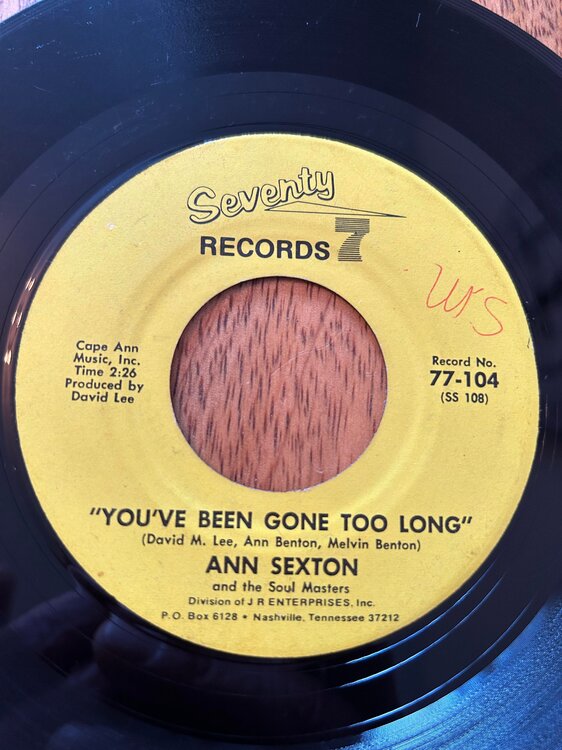 Seventy
RECORDS 7
WS
Cape Ann
Music, Inc.
Time 2:26
Produced by
David Lee
Record No.
77-104
(SS 108)
"YOU'VE BEEN GONE TOO LONG"
(David M. Lee, Ann Benton, Melvin Benton)
ANN SEXTON
and the Soul Masters
Division of J R ENTERPRISES, Inc.
P.O. Box 6128 • Nashville, Tennessee 37212